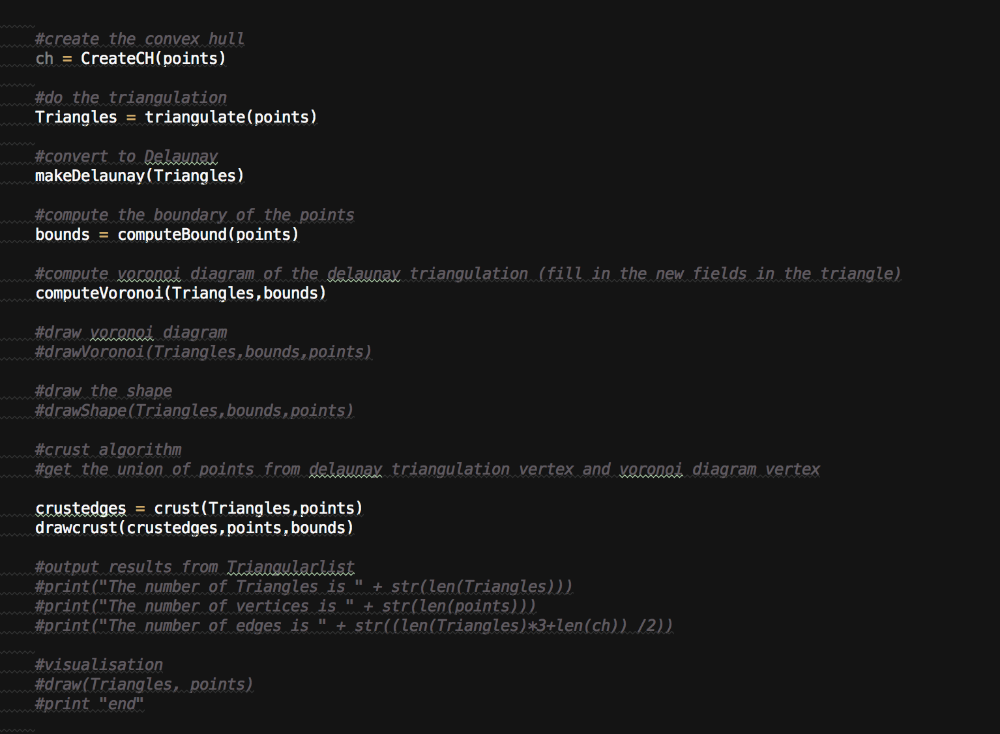 #create the convex hull
ch = CreateCH(points)
#do the triangulation
Triangles = triangulate(points)
#convert to Delaunay
makeDelaunay(Triangles)
#compute the boundary of the points
bounds = computeBound(points)
#compute voronoi diagram of the delaunay triangulation (fill in the new fields in the triangle)
computeVoronoi(Triangles,bounds)
#draw voronoi diagram
#drawVoronoi(Triangles,bounds,points)
#draw the shape
#drawShape(Triangles,bounds,points)
#crust algorithm
#get the union of points from delaunay triangulation vertex and voronoi diagram vertex
crustedges = crust(Triangles,points)
drawcrust(crustedges,points,bounds)
#output results from Triangularlist
#print("The number of Triangles is " + str(len(Triangles)))
#print("The number of vertices is " + str(len(points)))
#print("The number of edges is " + str((len(Triangles)*3+len(ch)) /2))
#visualisation
#draw(Triangles, points)
#print "end"